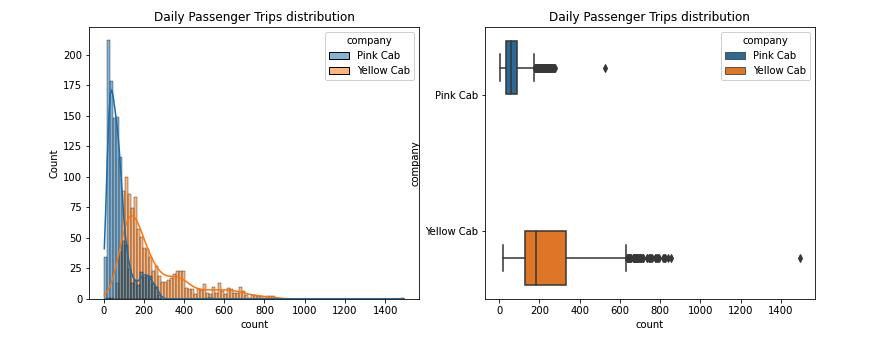 Daily Passenger Trips distribution
company
Pink Cab
Yellow Cab
Count
200
175
150
125
100
75
50
25
0
0 200 400 600 800 1000 1200 1400
count
Daily Passenger Trips distribution
company
Pink Cab
Yellow Cab
company
Pink Cab
Yellow Cab
0 200 400 600 800 1000 1200 1400
count